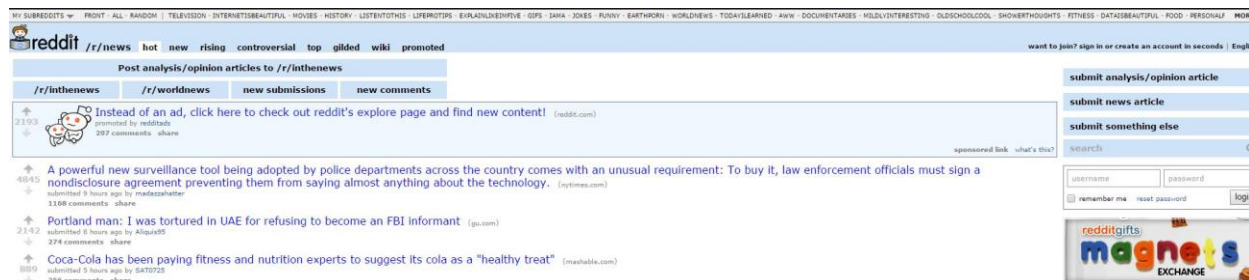 MY SUBREDDITS FRONT - ALL - RANDOM | TELEVISION - INTERNETISBEAUTIFUL - MOVIES - HISTORY - LISTENTOTHIS - LIFEPROTIPS - EXPLAINLIKEIMFIVE - GIFS - IAMA - JOKES - FUNNY - EARTHPORN - WORLDNEWS - TODAYILEARNED - AWW - DOCUMENTARIES - MILDLYINTERESTING - OLDSCHOOLCOOL - SHOWERTHOUGHTS - FITNESS - DATAISBEAUTIFUL - FOOD - PERSONALF MOR
reddit /r/news hot new rising controversial top gilded wiki promoted want to join? sign in or create an account in seconds | Engli
Post analysis/opinion articles to /r/inthenews
/r/inthenews /r/worldnews new submissions new comments
submit analysis/opinion article
submit news article
submit something else
search
Instead of an ad, click here to check out reddit's explore page and find new content! (reddit.com)
2193 promoted by redditads
297 comments share
sponsored link what's this?
A powerful new surveillance tool being adopted by police departments across the country comes with an unusual requirement: To buy it, law enforcement officials must sign a
4845 nondisclosure agreement preventing them from saying almost anything about the technology. (nytimes.com)
submitted 9 hours ago by madazzahatter
1168 comments share
username password
remember me reset password logi
Portland man: I was tortured in UAE for refusing to become an FBI informant (gu.com)
2142 submitted 8 hours ago by Aliquis95
274 comments share
Coca-Cola has been paying fitness and nutrition experts to suggest its cola as a "healthy treat" (mashable.com)
889 submitted 5 hours ago by SAT0725
comments share
redditgifts
magnets
EXCHANGE